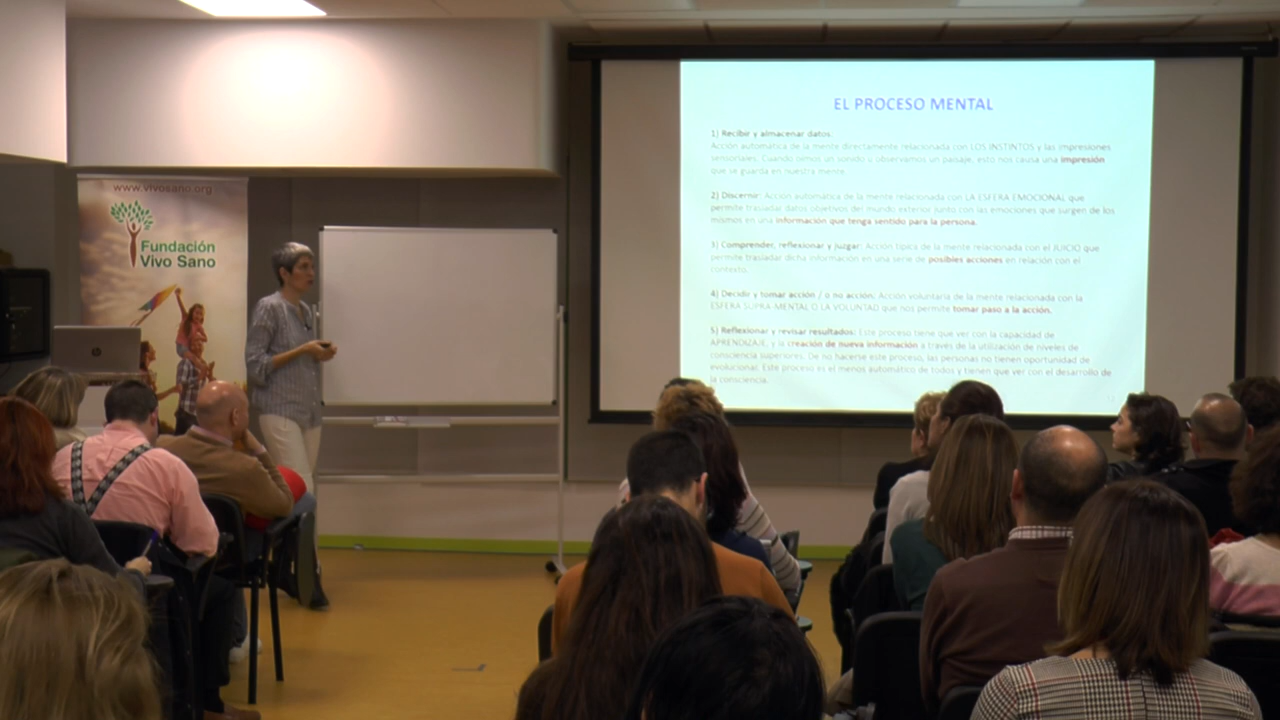 www.vivosano.org
Fundación
Vivo Sano
hp
EL PROCESO MENTAL
1) Recibir y almacenar datos.
Acción automática de la mente directamente relacionada con LOS INSTINTOS y las impresiones
sensoriales. Cuando oímos un sonido u observamos un paisaje, esto nos causa una impresión
que se guarda en nuestra mente.
2) Discernir: Acción automática de la mente relacionada con LA ESFERA EMOCIONAL que
permite trasladar datos objetivos del mundo exterior junto con las emociones que surgen de los
mismos en una información que tenga sentido para la persona.
3) Comprender, reflexionar y juzgar: Acción típica de la mente relacionada con el JUICIO que
permite trasladar dicha información en una serie de posibles acciones en relación con el
contexto.
4) Decidir y tomar acción / o no acción: Acción voluntaria de la mente relacionada con la
ESFERA SUPRA-MENTAL O LA VOLUNTAD que nos permite tomar paso a la acción.
5) Reflexionar y revisar resultados: Este proceso tiene que ver con la capacidad de
APRENDIZAJE, y la creación de nueva información a través de la utilización de niveles de
consciencia superiores. De no hacerse este proceso, las personas no tienen oportunidad de
evolucionar. Este proceso es el menos automático de todos y tienen que ver con el desarrollo de
la consciencia.